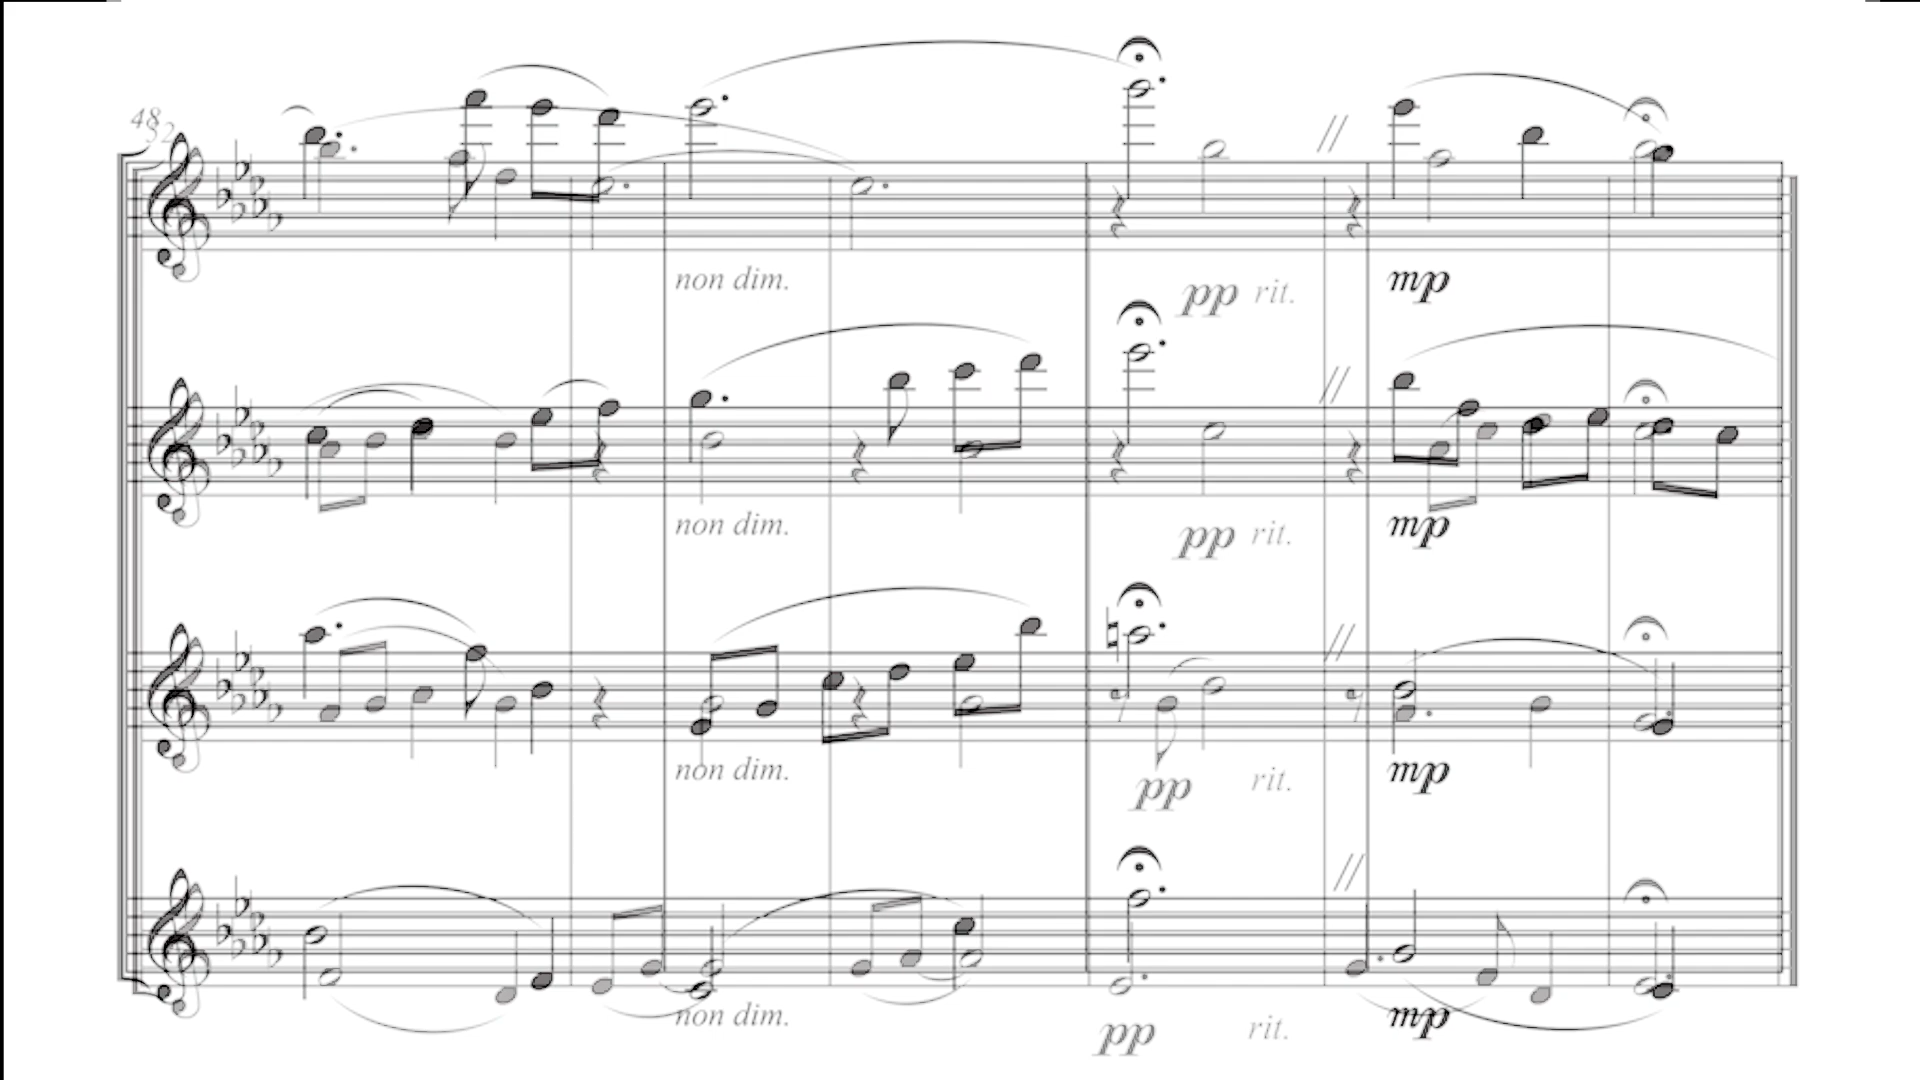 48
52
non dim.
pp rit.
mp
non dim.
pp rit.
mp
non dim.
pp rit.
mp
non dim.
pp rit.
mp